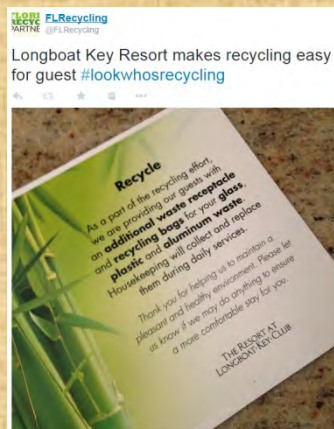 FLORI
RECYC
PARTNE
FLRecycling
@FLRecycling
Longboat Key Resort makes recycling easy
for guest #lookwhosrecycling
Recycle
As a part of the recycling effort,
we are providing our guests with
an additional waste receptacle
and recycling bags for your glass,
plastic and aluminum waste.
Housekeeping will collect and replace
them during daily services.
Thank you for helping us to maintain a
pleasant and healthy environment. Please let
us know if we may do anything to ensure
a more comfortable stay for you.
THE RESORT AT
LONGBOAT KEY CLUB